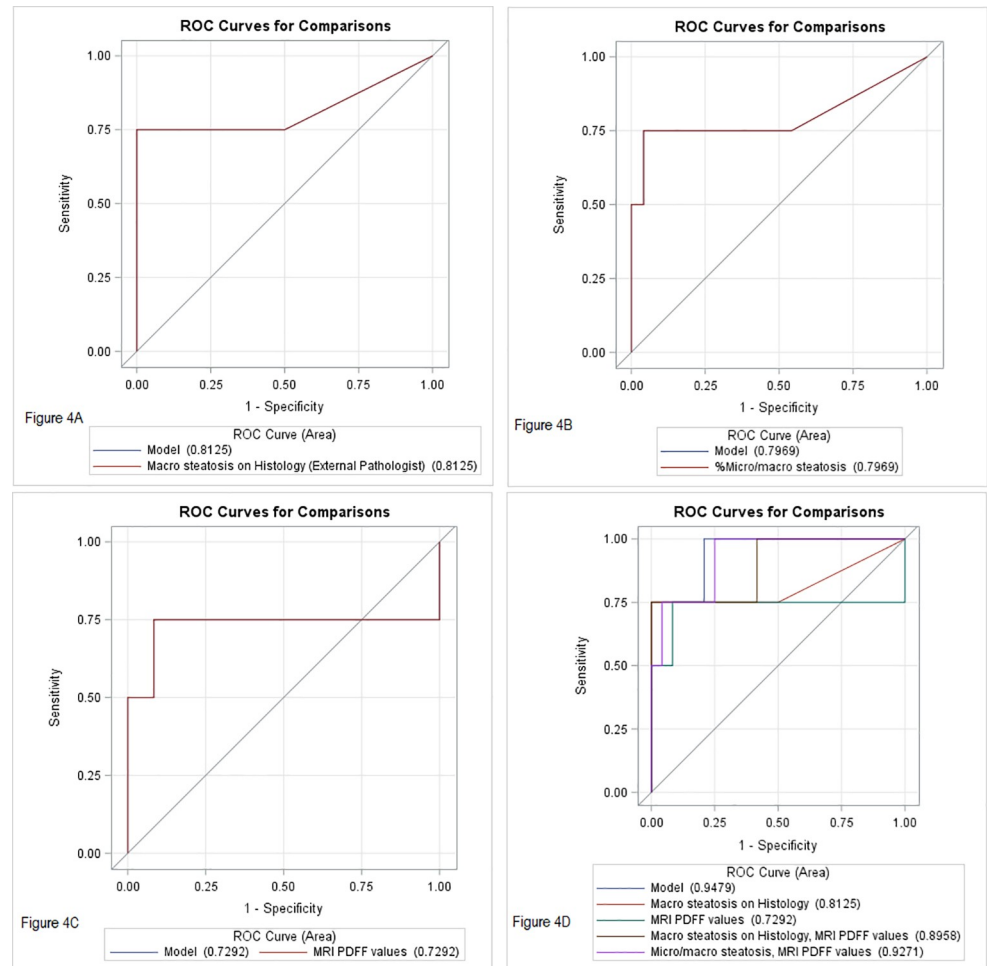 ROC Curves for Comparisons
1.00
0.75
0.50
0.25
0.00
Sensitivity
0.00 0.25 0.50 0.75 1.00
1 - Specificity
Figure 4A
ROC Curve (Area)
Model (0.8125)
Macro steatosis on Histology (External Pathologist) (0.8125)
ROC Curves for Comparisons
1.00
0.75
0.50
0.25
0.00
Sensitivity
0.00 0.25 0.50 0.75 1.00
1 - Specificity
Figure 4B
ROC Curve (Area)
Model (0.7969)
%Micro/macro steatosis (0.7969)
ROC Curves for Comparisons
1.00
0.75
0.50
0.25
0.00
Sensitivity
0.00 0.25 0.50 0.75 1.00
1 - Specificity
Figure 4C
ROC Curve (Area)
Model (0.7292) MRI PDFF values (0.7292)
ROC Curves for Comparisons
1.00
0.75
0.50
0.25
0.00
Sensitivity
0.00 0.25 0.50 0.75 1.00
1 - Specificity
Figure 4D
ROC Curve (Area)
Model (0.9479)
Macro steatosis on Histology (0.8125)
MRI PDFF values (0.7292)
Macro steatosis on Histology, MRI PDFF values (0.8958)
Micro/macro steatosis, MRI PDFF values (0.9271)